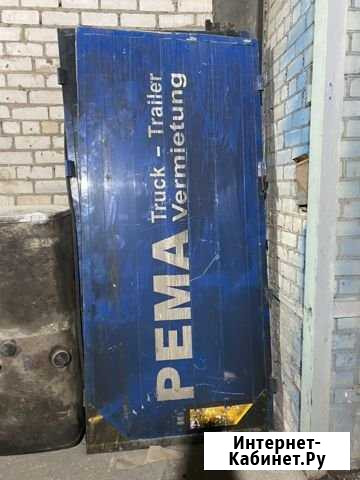 PEMA
Truck - Trailer
Vermietung
Интернет-
Кабинет.Ру